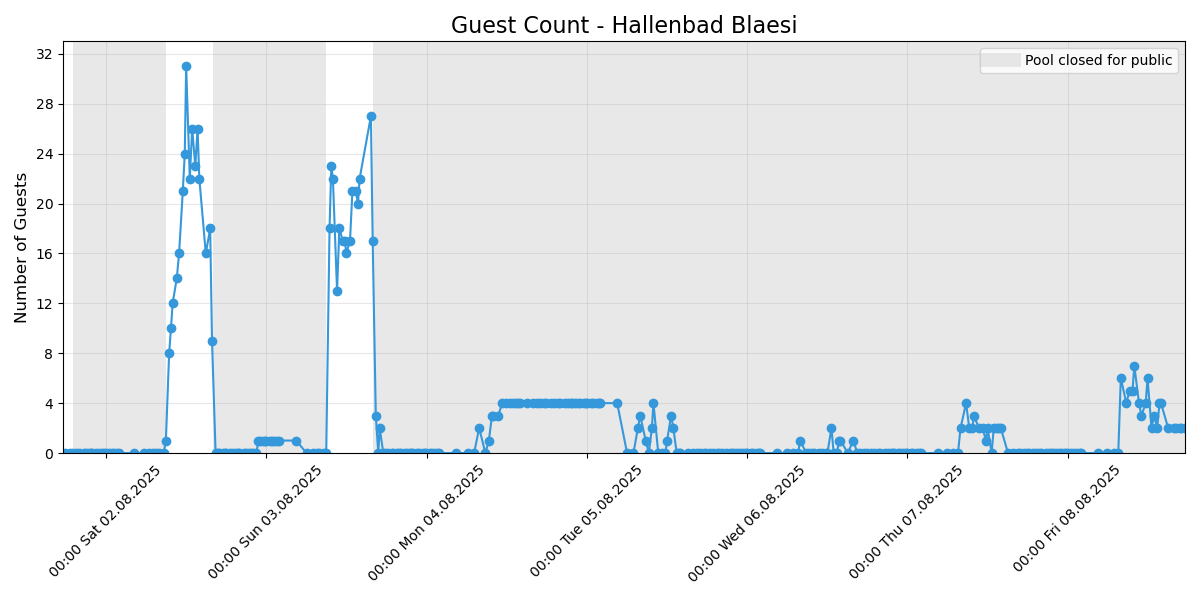 Guest Count - Hallenbad Blaesi
Pool closed for public
Number of Guests
32
28
24
20
16
12
8
4
0
00:00 Sat 02.08.2025
00:00 Sun 03.08.2025
00:00 Mon 04.08.2025
00:00 Tue 05.08.2025
00:00 Wed 06.08.2025
00:00 Thu 07.08.2025
00:00 Fri 08.08.2025